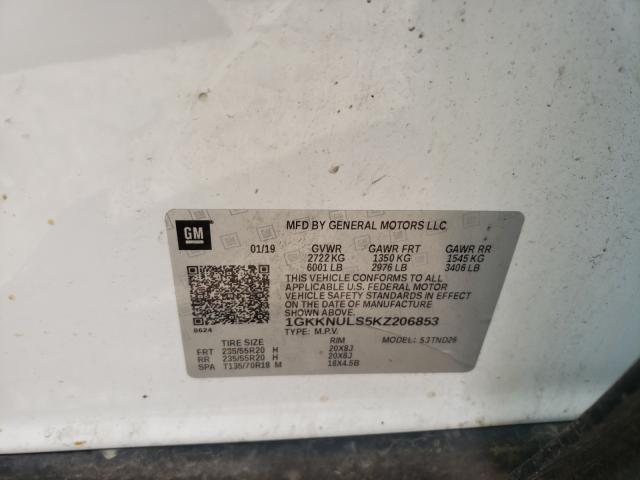 GM
MFD BY GENERAL MOTORS LLC
01/19 GVWR GAWR FRT GAWR RR
2722 KG 1350 KG 1545 KG
6001 LB 2976 LB 3406 LB
THIS VEHICLE CONFORMS TO ALL
APPLICABLE U.S. FEDERAL MOTOR
VEHICLE SAFETY STANDARDS IN EFFECT
ON THE DATE OF MANUFACTURE
SHOWN ABOVE.
1GKKNULS5KZ206853
0624 TYPE: M.P.V. MODEL: 53TND26
TIRE SIZE RIM
FRT 235/55R20 H 20X8J
RR 235/55R20 H 20X8J
SPA T135/70R18 M 18X4.5B